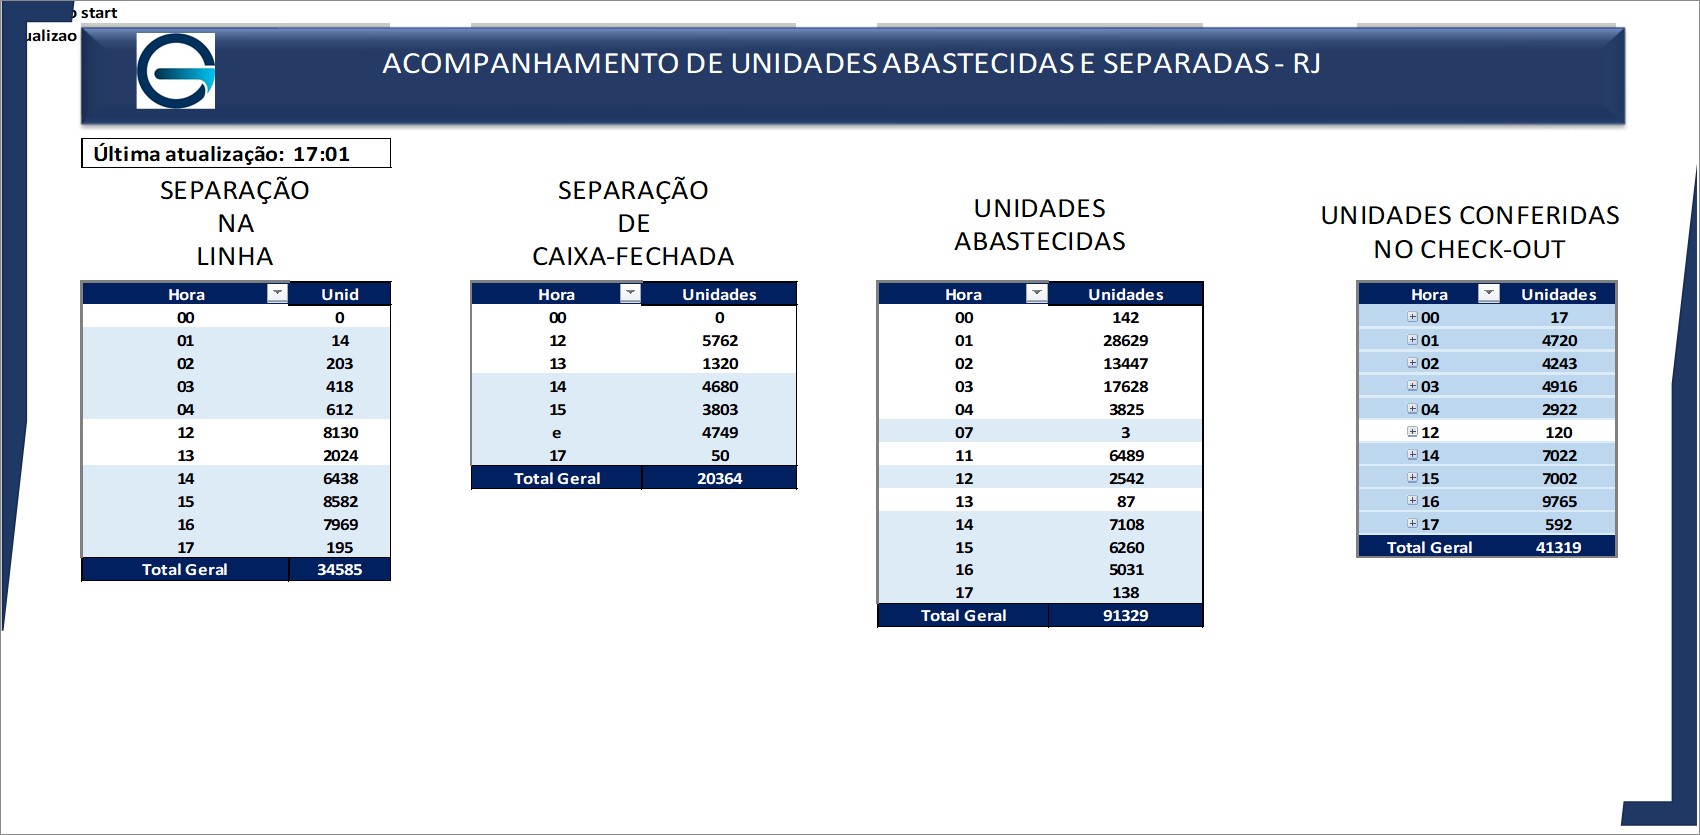 start
ualizao
ACOMPANHAMENTO DE UNIDADES ABASTECIDAS E SEPARADAS - RJ
Última atualização: 17:01
SEPARAÇÃO
NA
LINHA
Hora Unid
00 0
01 14
02 203
03 418
04 612
12 8130
13 2024
14 6438
15 8582
16 7969
17 195
Total Geral 34585
SEPARAÇÃO
DE
CAIXA-FECHADA
Hora Unidades
00 0
12 5762
13 1320
14 4680
15 3803
e 4749
17 50
Total Geral 20364
UNIDADES
ABASTECIDAS
Hora Unidades
00 142
01 28629
02 13447
03 17628
04 3825
07 3
11 6489
12 2542
13 87
14 7108
15 6260
16 5031
17 138
Total Geral 91329
UNIDADES CONFERIDAS
NO CHECK-OUT
Hora Unidades
00 17
01 4720
02 4243
03 4916
04 2922
12 120
14 7022
15 7002
16 9765
17 592
Total Geral 41319